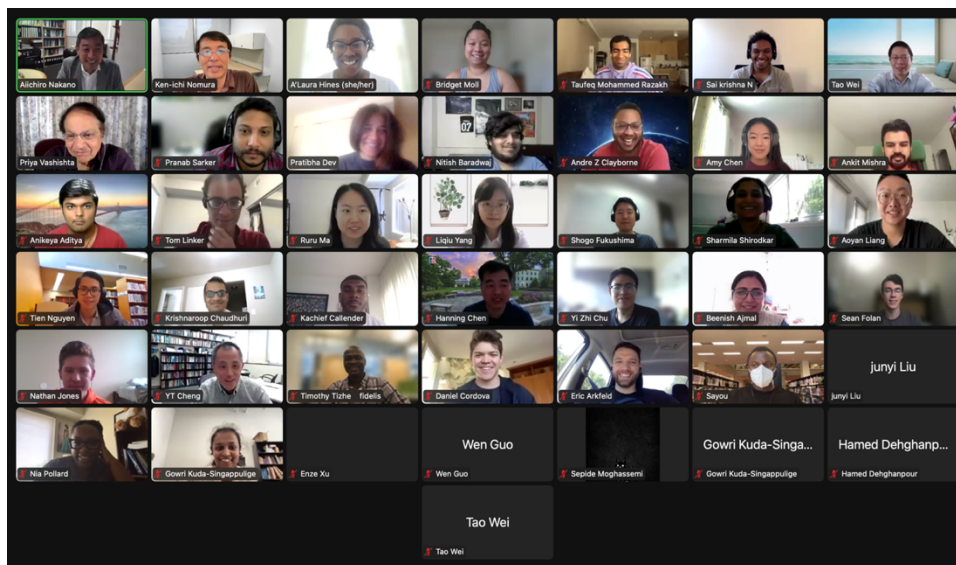 Aiichiro Nakano
Ken-ichi Nomura
A'Laura Hines (she/her)
Bridget Moll
Taufeq Mohammed Razakh
Sai krishna N
Tao Wei
Priya Vashishta
Pranab Sarker
Pratibha Dev
07
Nitish Baradwaj
Andre Z Clayborne
Amy Chen
Ankit Mishra
Anikeya Aditya
Tom Linker
Ruru Ma
Liqiu Yang
Shogo Fukushima
Sharmila Shirodkar
Aoyan Liang
Tien Nguyen
Krishnaroop Chaudhuri
Kachief Callender
Hanning Chen
Yi Zhi Chu
Beenish Ajmal
Sean Folan
Nathan Jones
YT Cheng
Timothy Tizhe fidelis
Daniel Cordova
Eric Arkfeld
Sayou
junyi Liu
junyi Liu
Nia Pollard
Gowri Kuda-Singappulige
Enze Xu
Wen Guo
Wen Guo
Sepide Moghassemi
Gowri Kuda-Singa...
Gowri Kuda-Singappulige
Hamed Dehghanp...
Hamed Dehghanpour
Tao Wei
Tao Wei